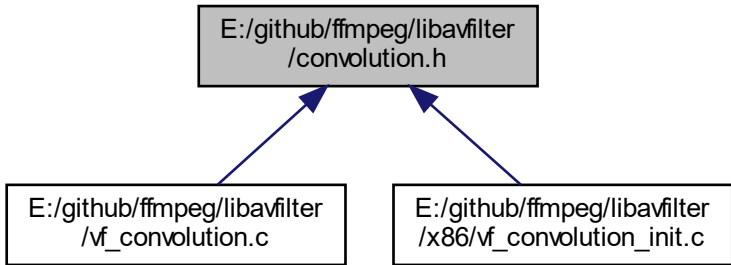 E:/github/ffmpeg/libavfilter
/convolution.h
E:/github/ffmpeg/libavfilter
/vf_convolution.c
E:/github/ffmpeg/libavfilter
/x86/vf_convolution_init.c